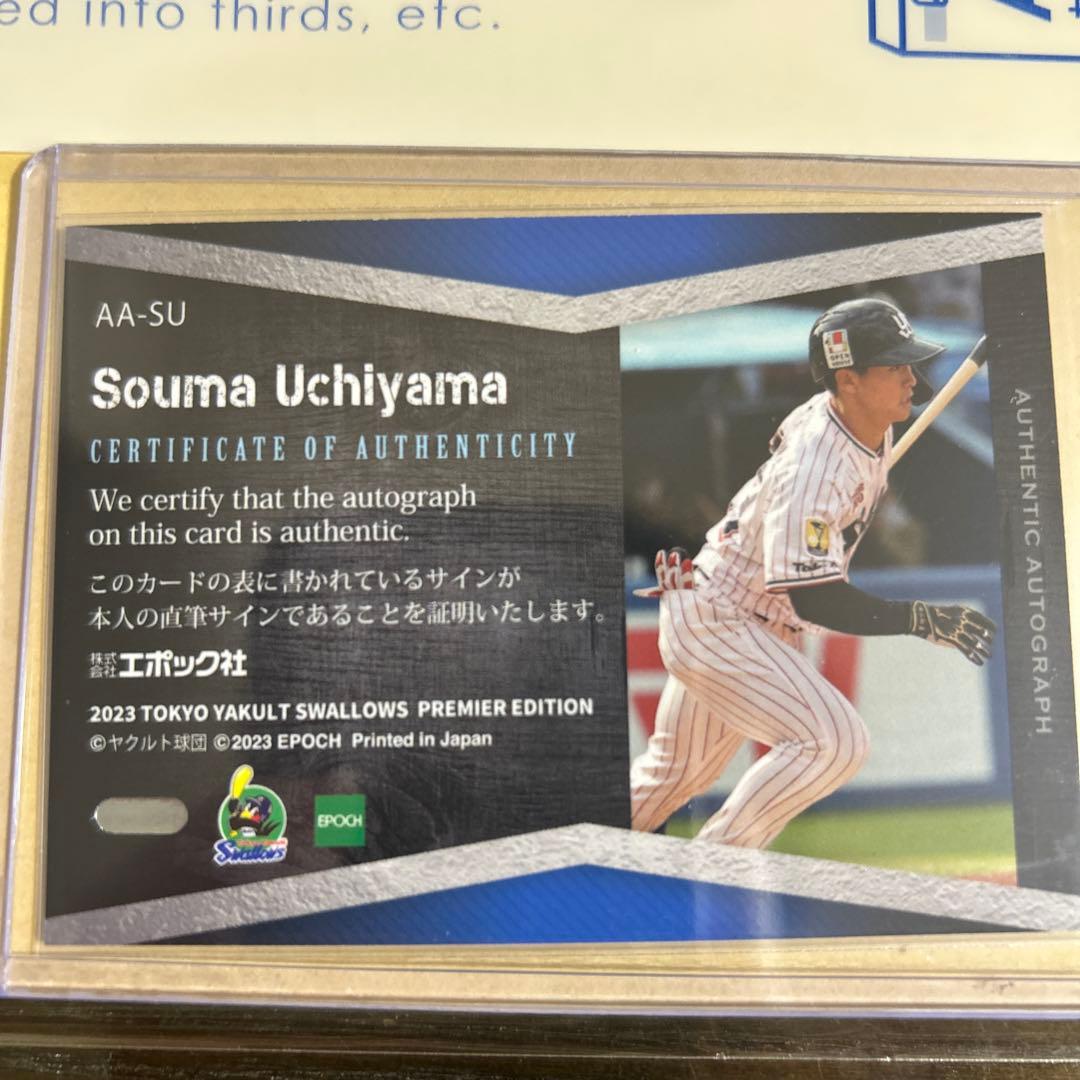 ed into thirds, etc.
AA-SU
Souma Uchiyama
CERTIFICATE OF AUTHENTICITY
We certify that the autograph
on this card is authentic.
このカードの表に書かれているサインが
本人の直筆サインであることを証明いたします。
株式会社エポック社
2023 TOKYO YAKULT SWALLOWS PREMIER EDITION
©ヤクルト球団 ©2023 EPOCH Printed in Japan
Swallows
EPOCH
OPEN
HOUSE
AUTHENTIC AUTOGRAPH